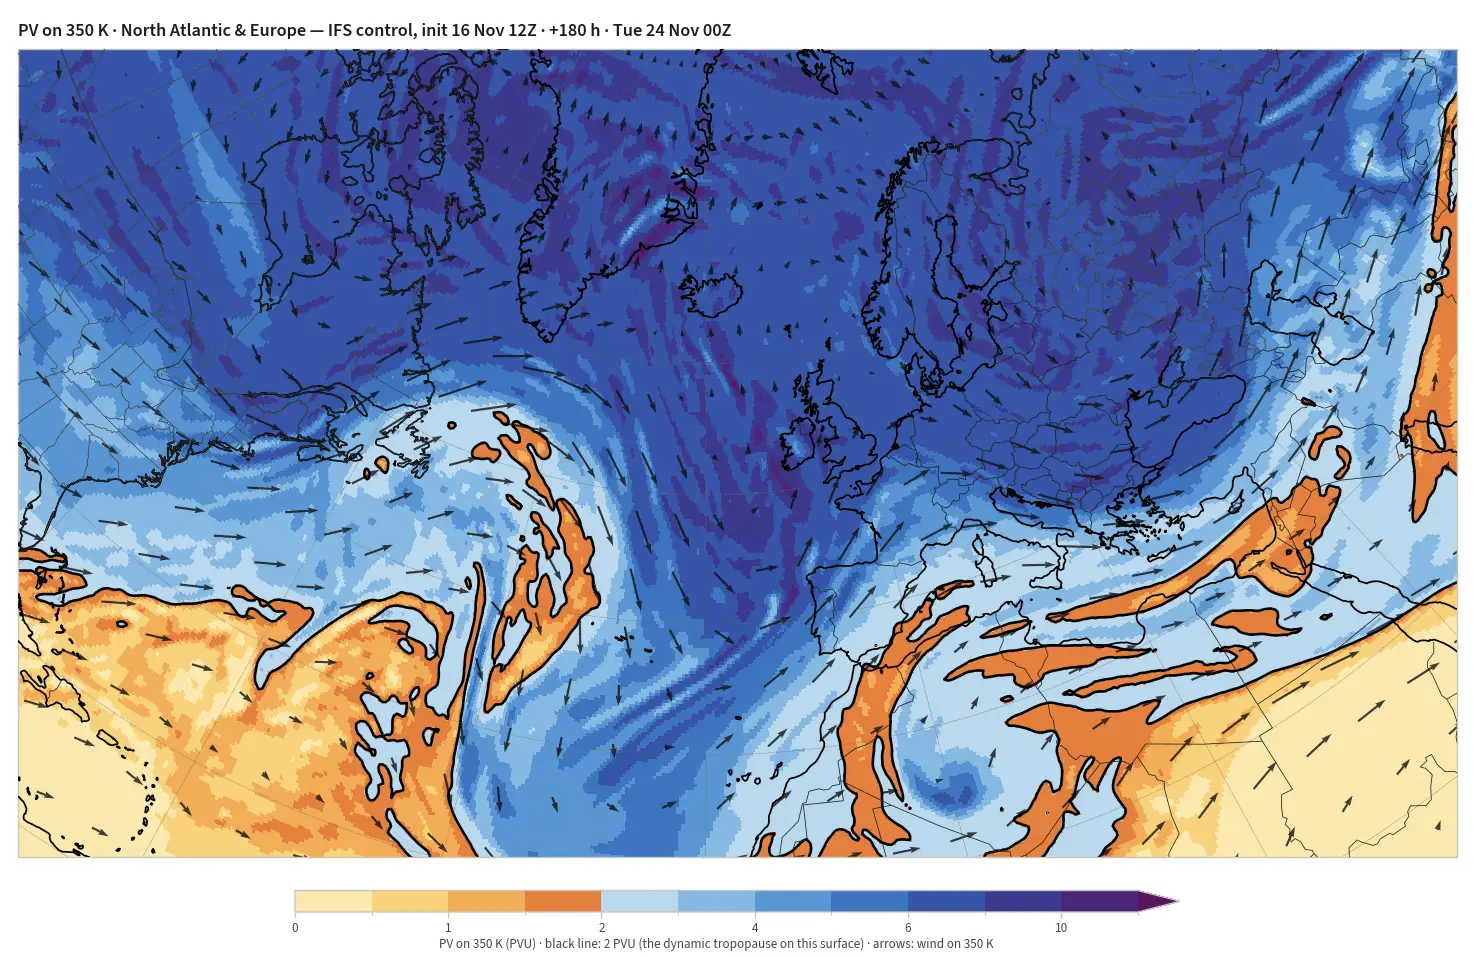 PV on 350 K · North Atlantic & Europe — IFS control, init 16 Nov 12Z · +180 h · Tue 24 Nov 00Z
0 1 2 4 6 10
PV on 350 K (PVU) · black line: 2 PVU (the dynamic tropopause on this surface) · arrows: wind on 350 K